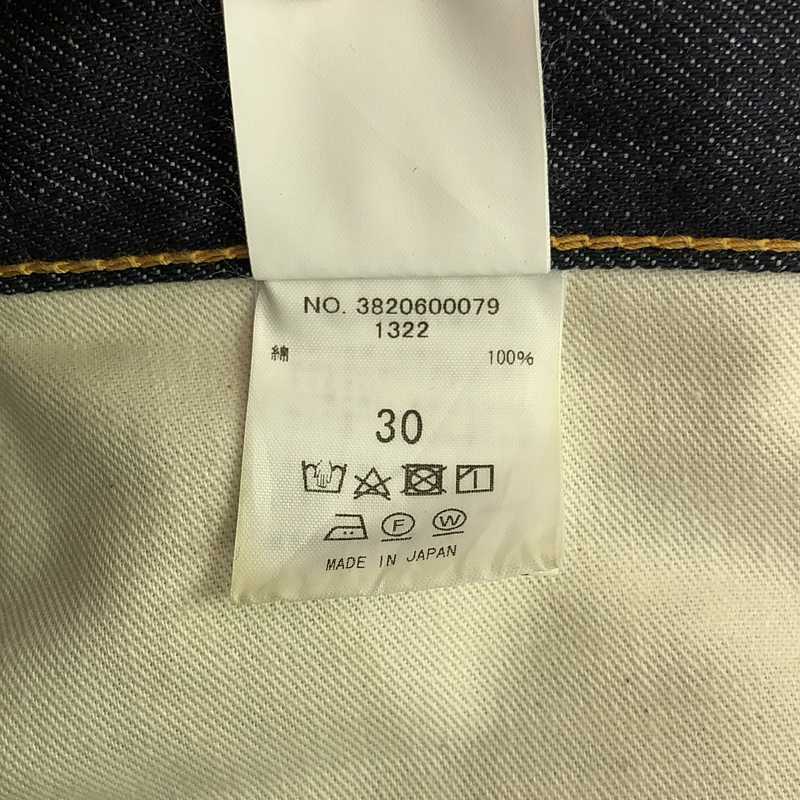 NO. 3820600079
1322
綿 100%
30
F W
MADE IN JAPAN